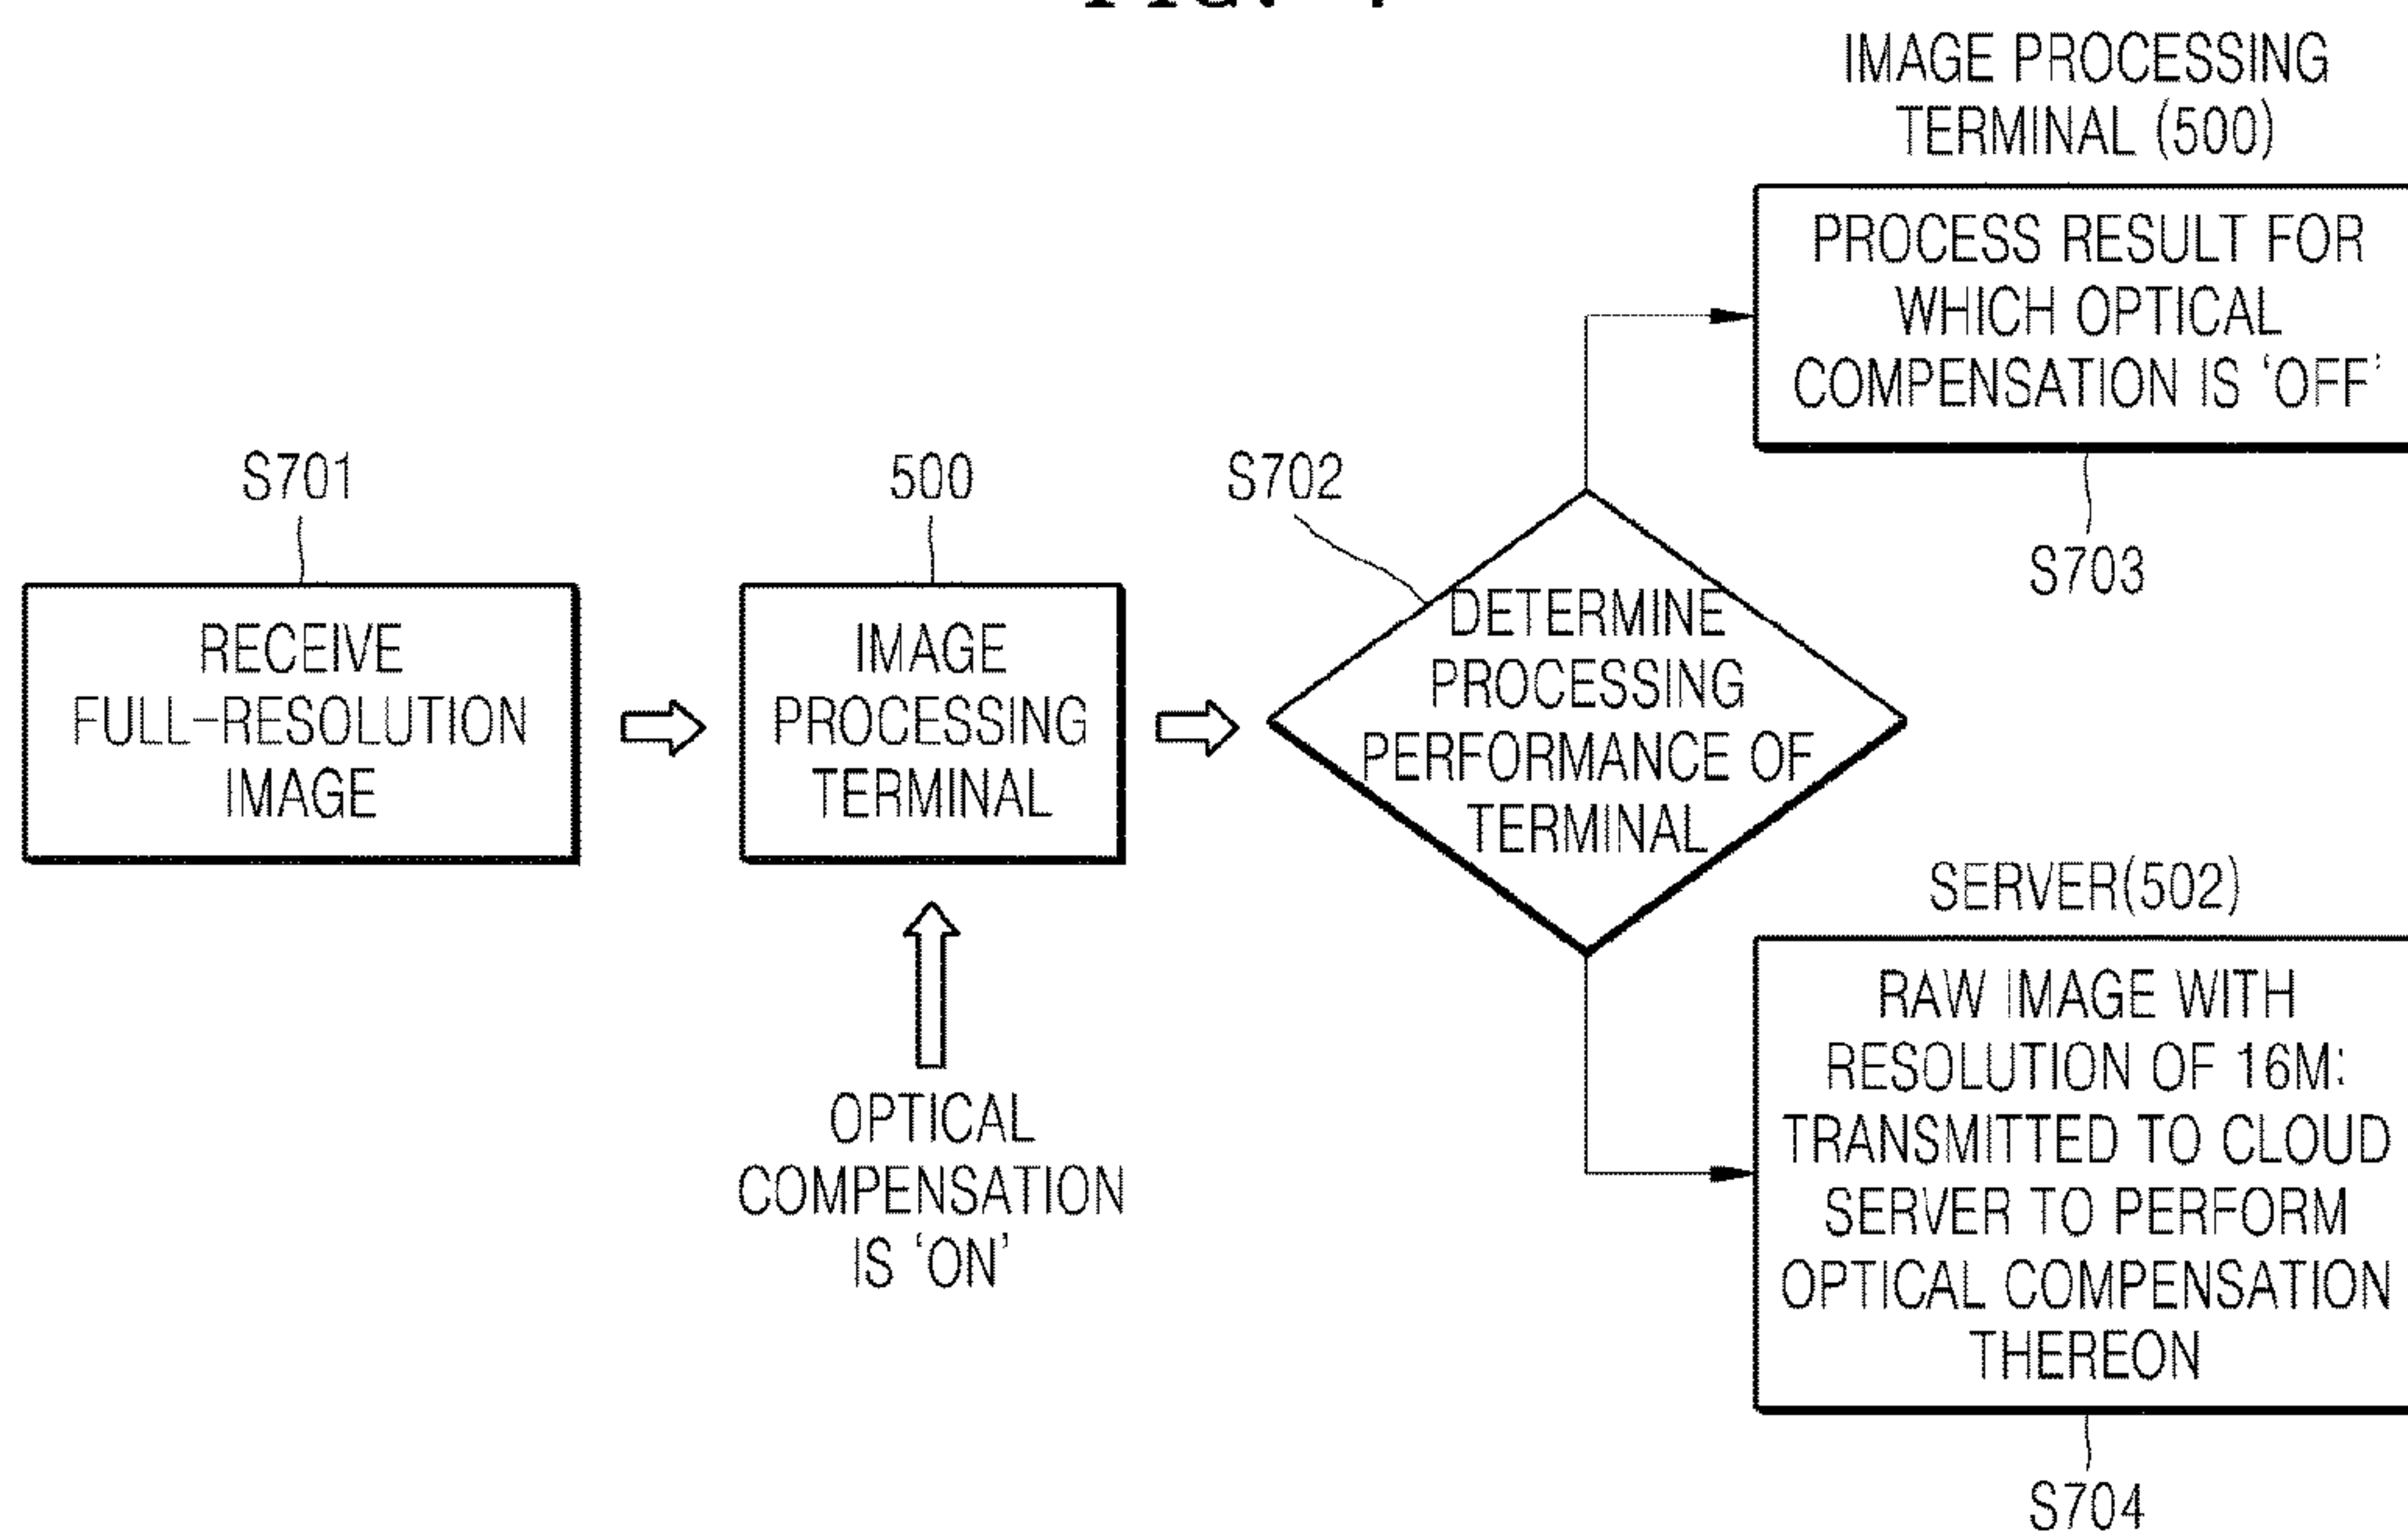 IMAGE PROCESSING
TERMINAL (500)
PROCESS RESULT FOR
WHICH OPTICAL
COMPENSATION IS 'OFF'
S703
S701
RECEIVE
FULL-RESOLUTION
IMAGE
500
IMAGE
PROCESSING
TERMINAL
OPTICAL
COMPENSATION
IS 'ON'
S702
DETERMINE
PROCESSING
PERFORMANCE OF
TERMINAL
SERVER(502)
RAW IMAGE WITH
RESOLUTION OF 16M:
TRANSMITTED TO CLOUD
SERVER TO PERFORM
OPTICAL COMPENSATION
THEREON
S704